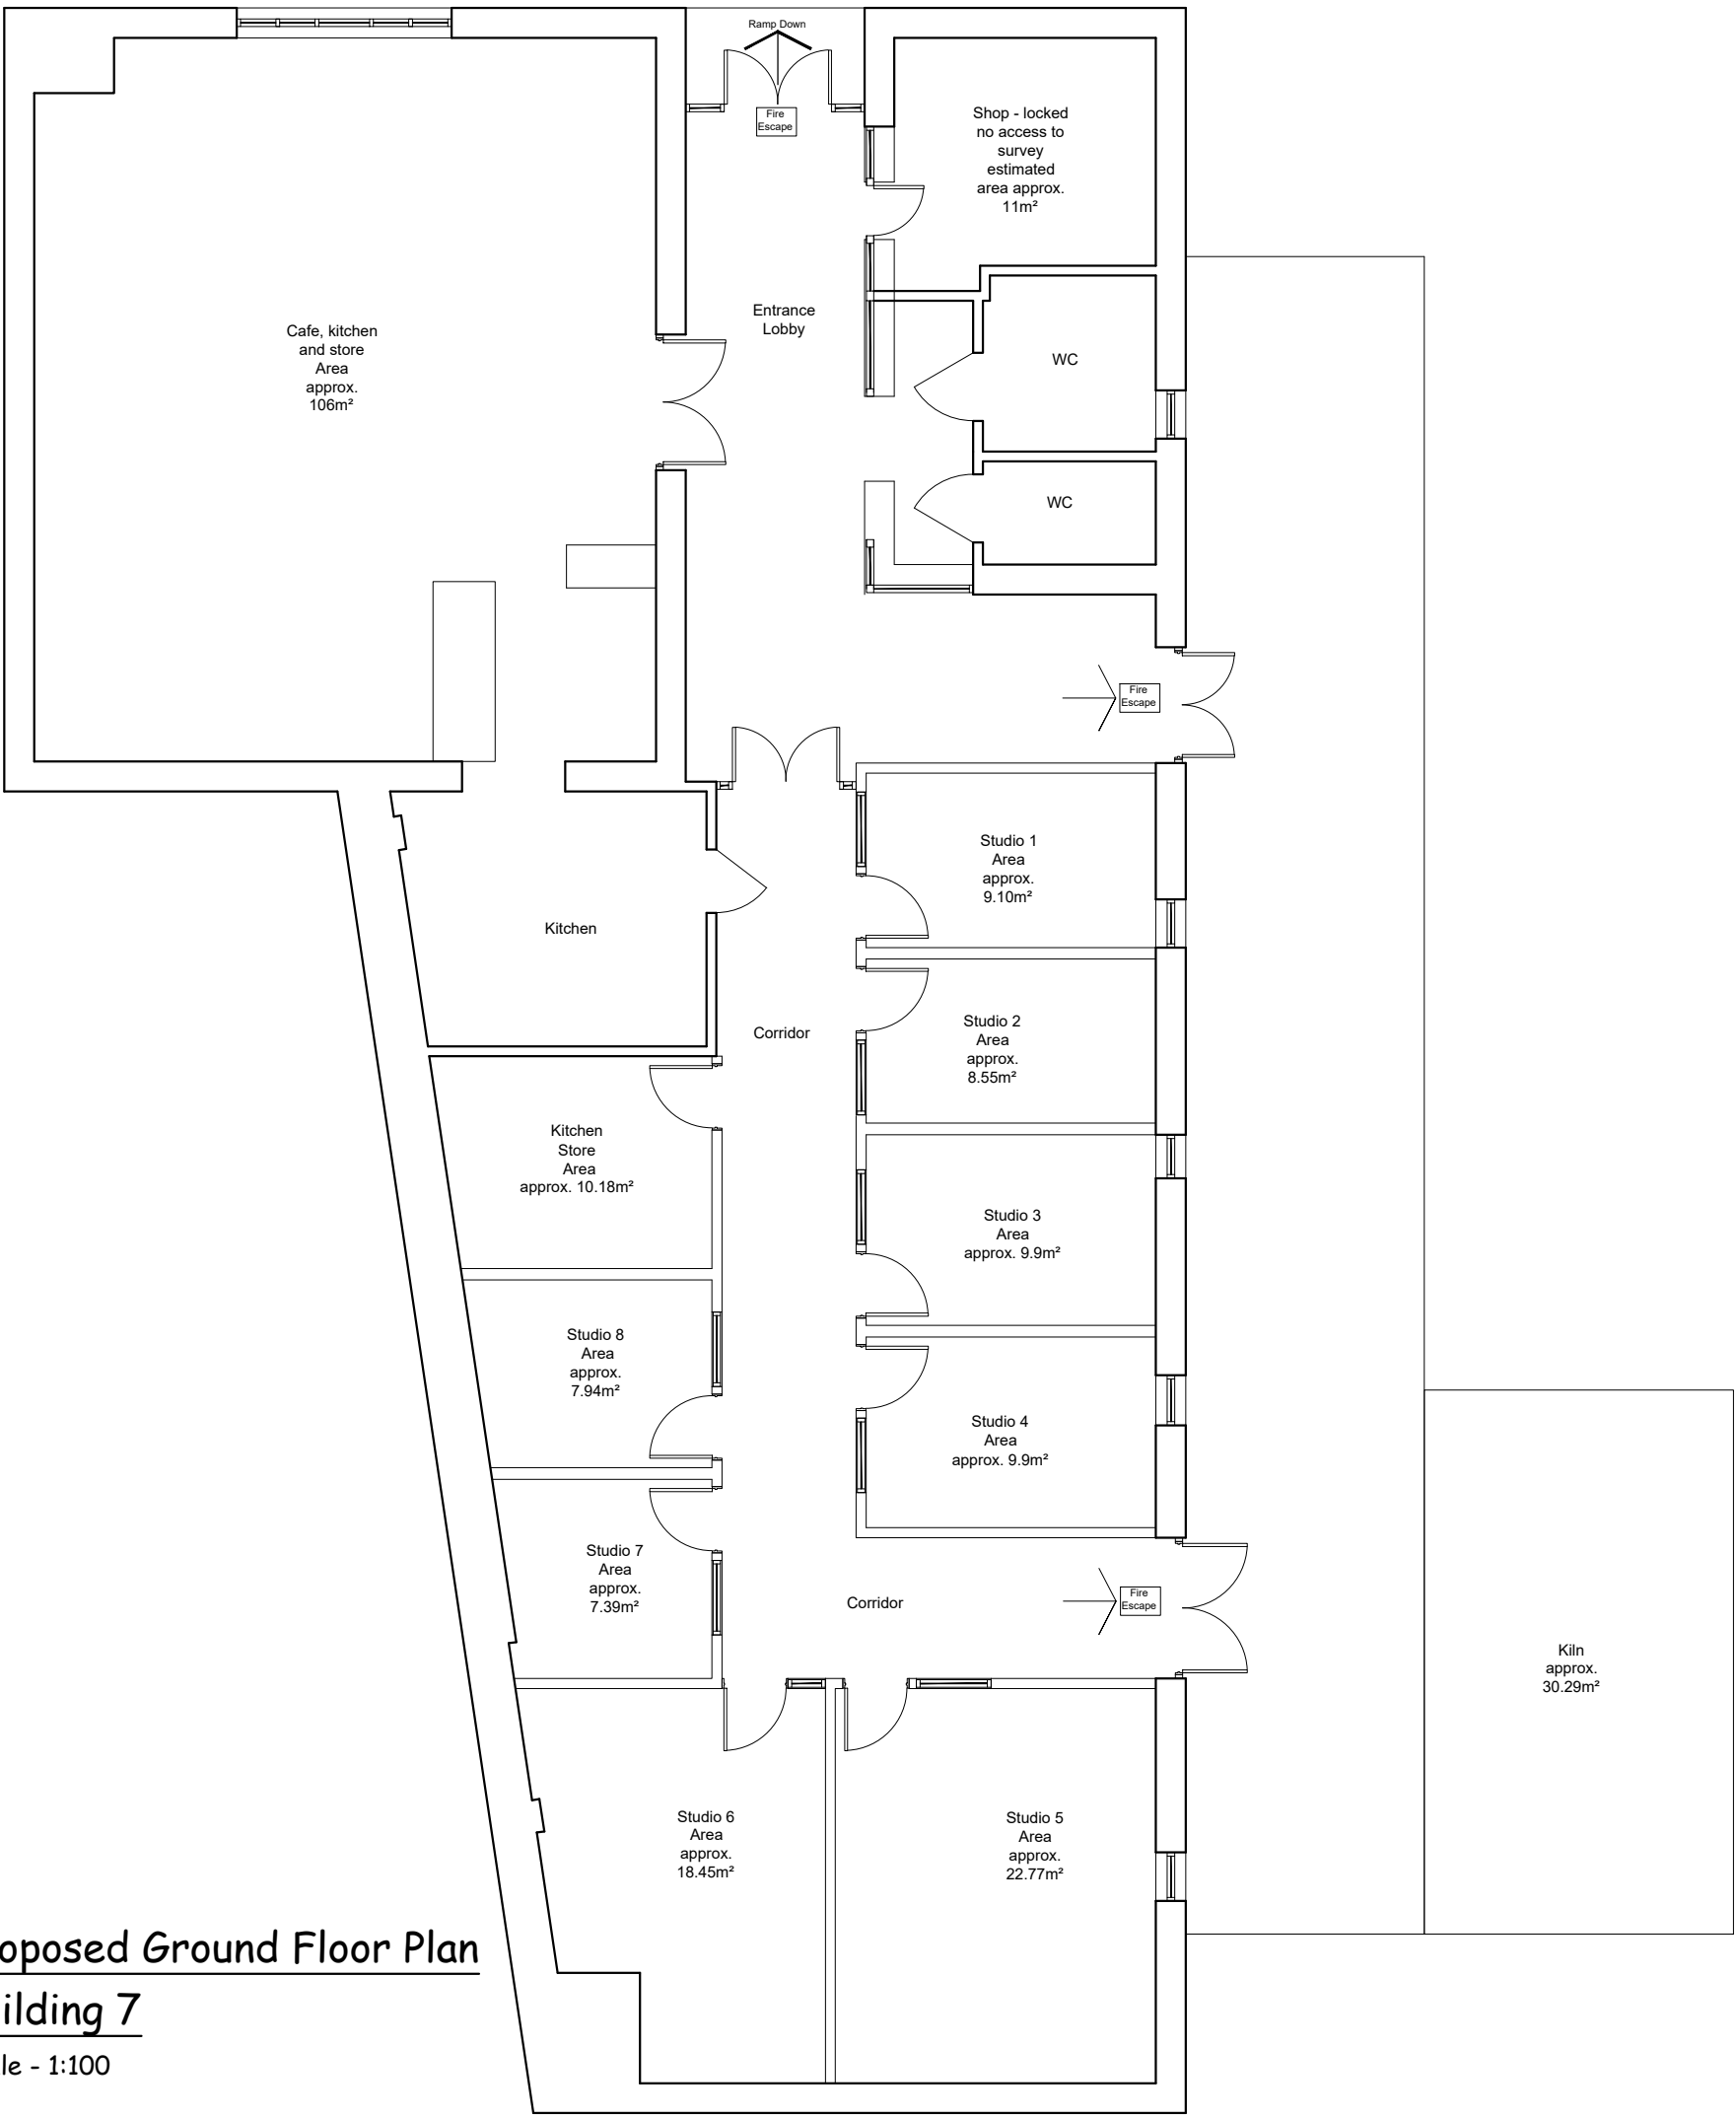 Ramp Down
Fire
Escape
Shop - locked
no access to
survey
estimated
area approx.
11m²
Entrance
Lobby
Cafe, kitchen
and store
Area
approx.
106m²
WC
WC
Fire
Escape
Studio 1
Area
approx.
9.10m²
Kitchen
Studio 2
Area
approx.
8.55m²
Corridor
Kitchen
Store
Area
approx. 10.18m²
Studio 3
Area
approx. 9.9m²
Studio 8
Area
approx.
7.94m²
Studio 4
Area
approx. 9.9m²
Studio 7
Area
approx.
7.39m²
Corridor
Fire
Escape
Kiln
approx.
30.29m²
Studio 6
Area
approx.
18.45m²
Studio 5
Area
approx.
22.77m²
oposed Ground Floor Plan
ilding 7
le - 1:100